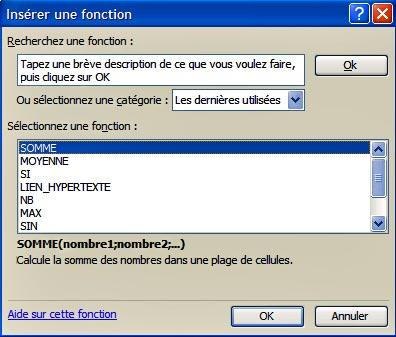 Insérer une fonction
Recherchez une fonction :
Tapez une brève description de ce que vous voulez faire,
puis cliquez sur OK
Ok
Ou sélectionnez une catégorie : Les dernières utilisées
Sélectionnez une fonction :
SOMME
MOYENNE
SI
LIEN_HYPERTEXTE
NB
MAX
SIN
SOMME(nombre1;nombre2;...)
Calcule la somme des nombres dans une plage de cellules.
Aide sur cette fonction
OK
Annuler